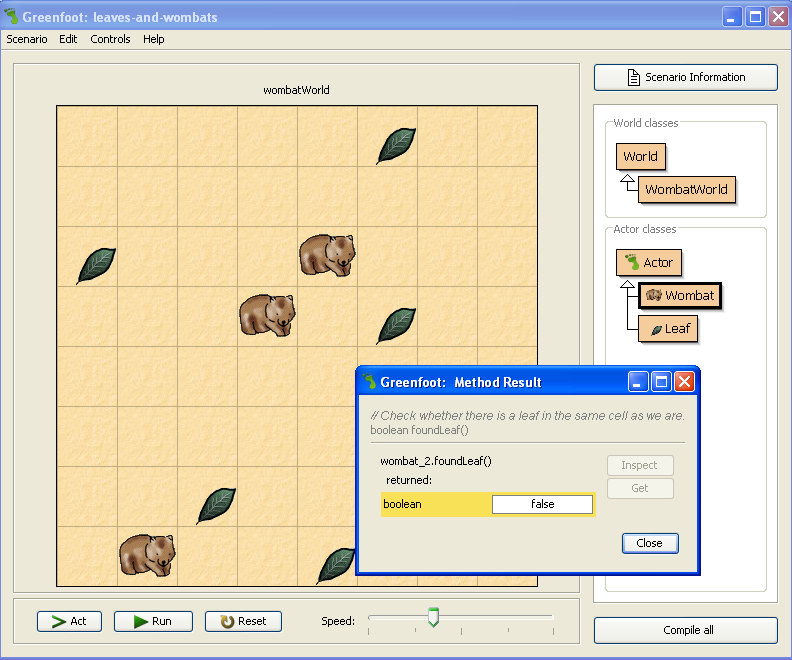 Greenfoot: leaves-and-wombats
Scenario Edit Controls Help
wombatWorld
Scenario Information
World classes
World
WombatWorld
Actor classes
Actor
Wombat
Leaf
Greenfoot: Method Result
// Check whether there is a leaf in the same cell as we are.
boolean foundLeaf()
wombat_2.foundLeaf()
returned:
boolean false
Inspect
Get
Close
Act Run Reset Speed:
Compile all